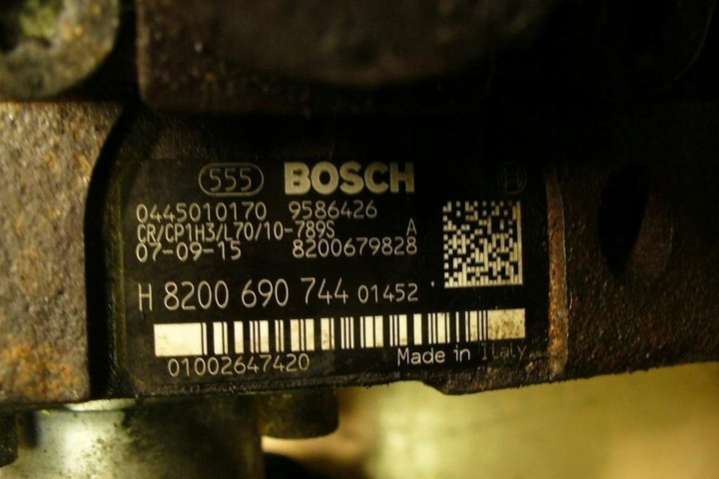 555 BOSCH
0445010170 9586426
CR/CP1H3/L70/10-789S A
07-09-15 8200679828
H 8200 690 744 01452
01002647420 Made in Italy